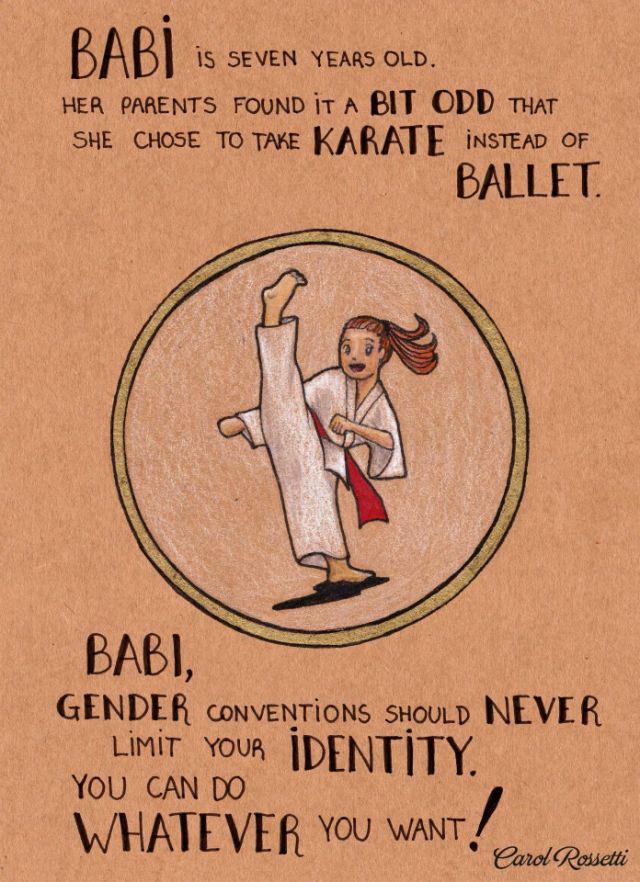 BABi iS SEVEN YEARS OLD.
HER PARENTS FOUND iT A BiT ODD THAT
SHE CHOSE TO TAKE KARATE iNSTEAD OF
BALLET.
BABI,
GENDER CONVENTiONS SHOULD NEVER
LiMiT YOUR iDENTiTY.
YOU CAN DO
WHATEVER YOU WANT!
Carol Rossetti